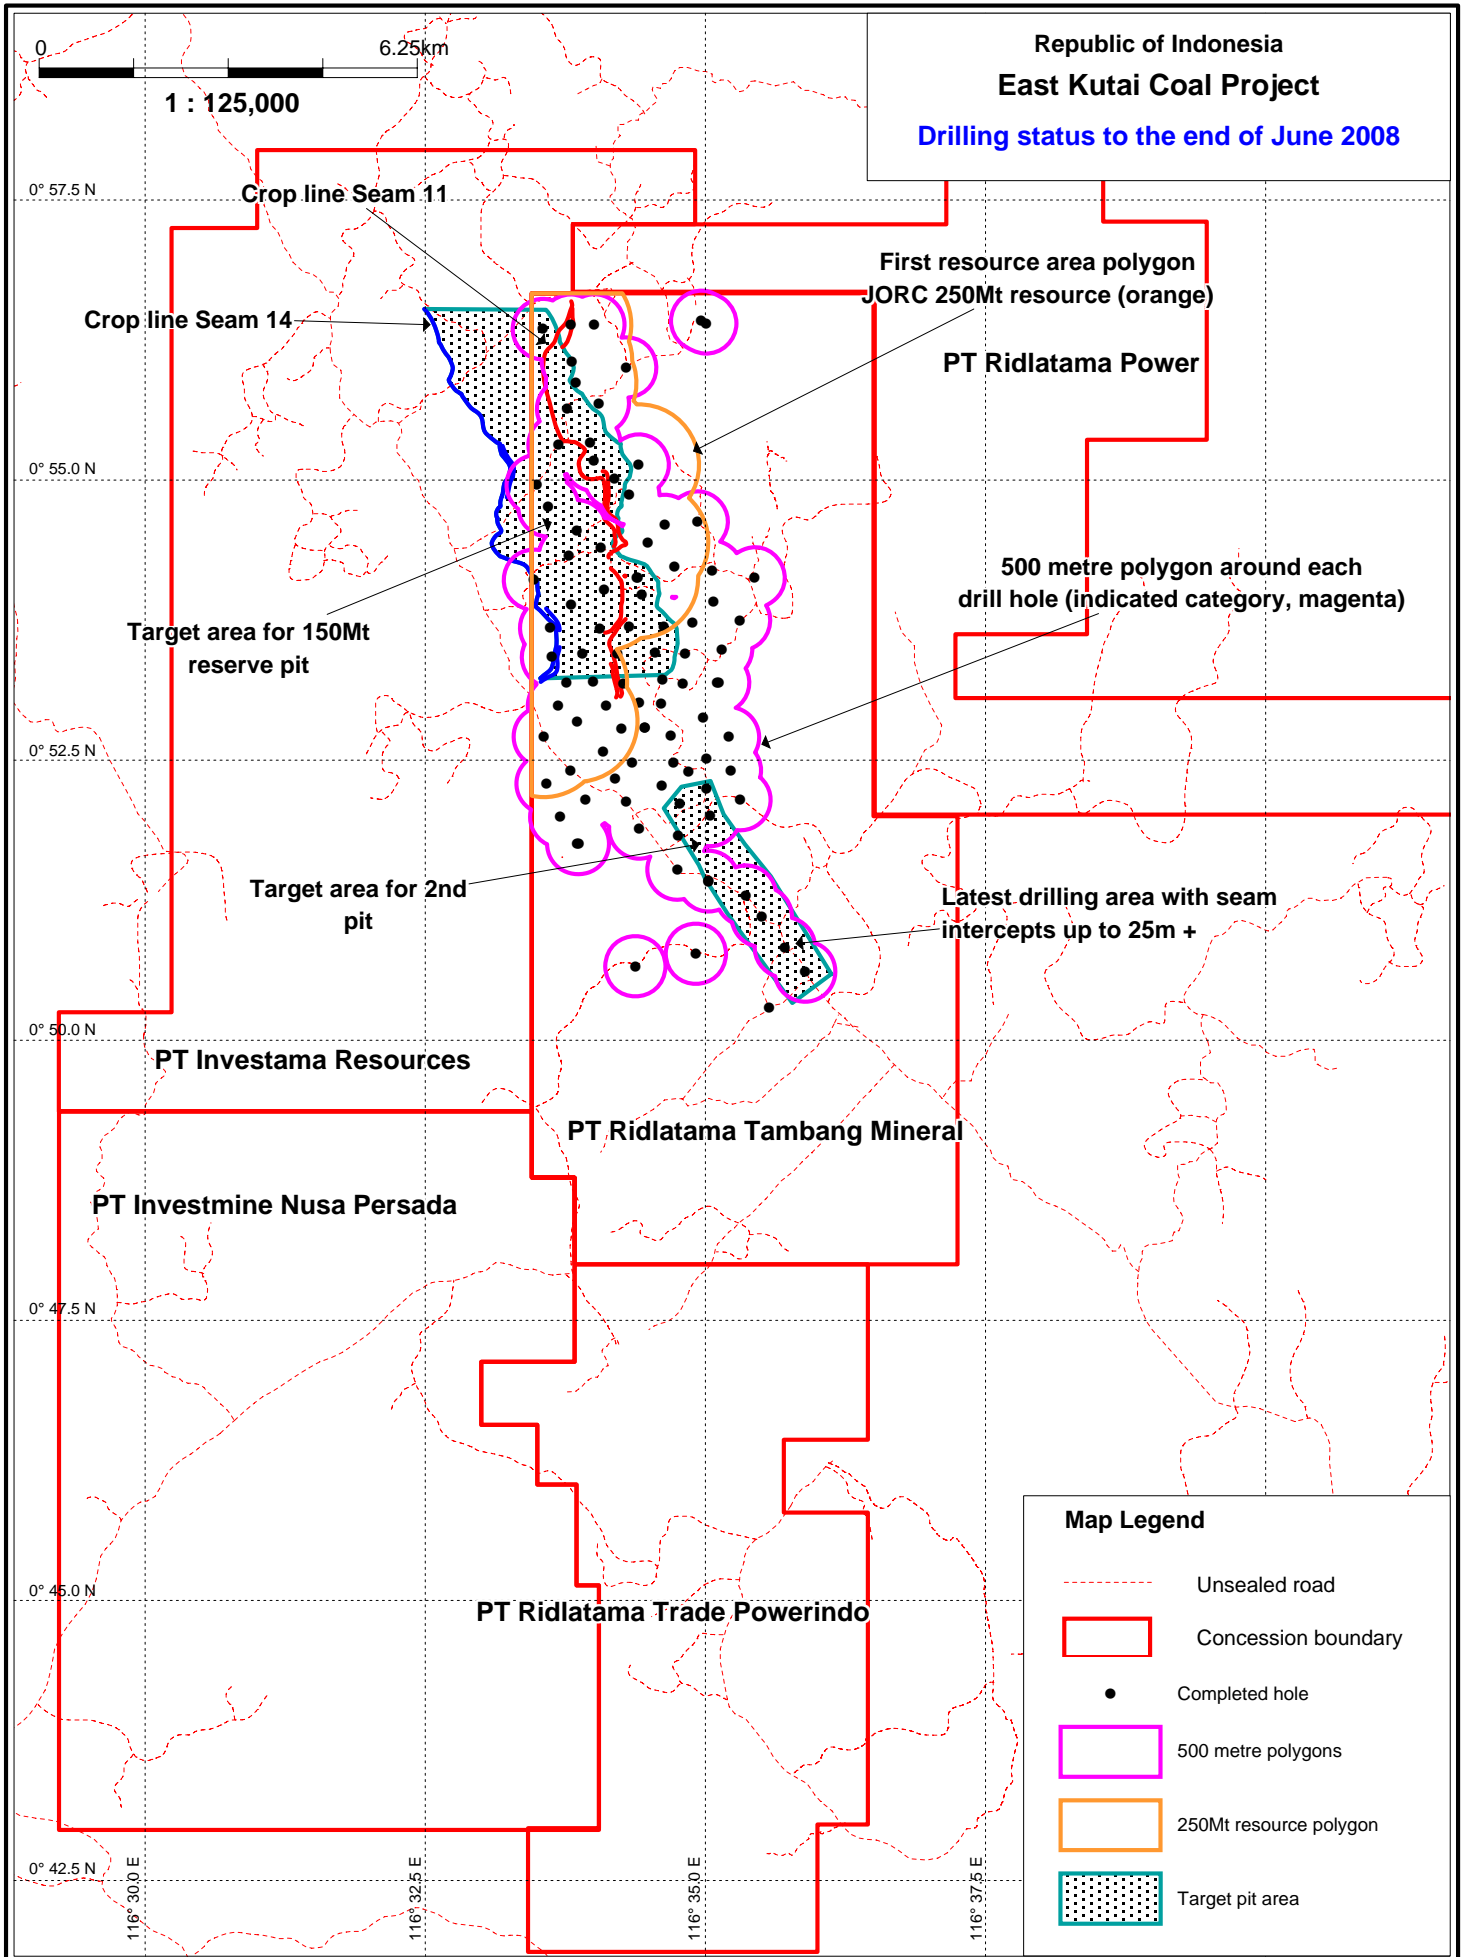 0
6.25km
1 : 125,000
Republic of Indonesia
East Kutai Coal Project
Drilling status to the end of June 2008
0° 57.5 N
Crop line Seam 11
First resource area polygon
JORC 250Mt resource (orange)
Crop line Seam 14
PT Ridlatama Power
0° 55.0 N
500 metre polygon around each
drill hole (indicated category, magenta)
Target area for 150Mt
reserve pit
0° 52.5 N
Target area for 2nd
pit
Latest drilling area with seam
intercepts up to 25m +
0° 50.0 N
PT Investama Resources
PT Ridlatama Tambang Mineral
PT Investmine Nusa Persada
0° 47.5 N
0° 45.0 N
PT Ridlatama Trade Powerindo
0° 42.5 N
116° 30.0 E
116° 32.5 E
116° 35.0 E
116° 37.5 E
Map Legend
Unsealed road
Concession boundary
Completed hole
500 metre polygons
250Mt resource polygon
Target pit area